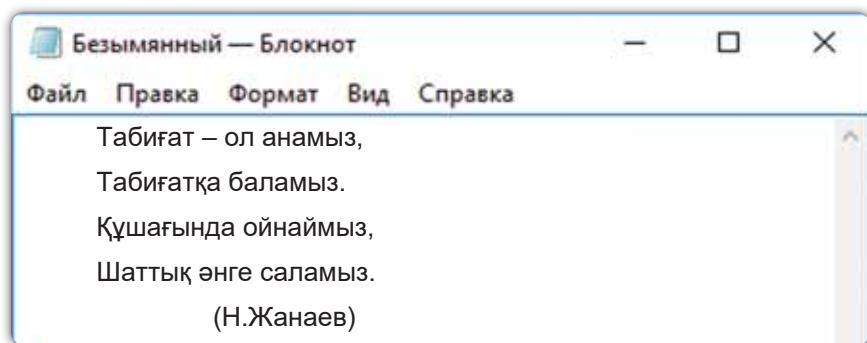 Безымянный — Блокнот
Файл Правка Формат Вид Справка
Табиғат – ол анамыз,
Табиғатқа баламыз.
Құшағында ойнаймыз,
Шаттық әнге саламыз.
(Н.Жанаев)